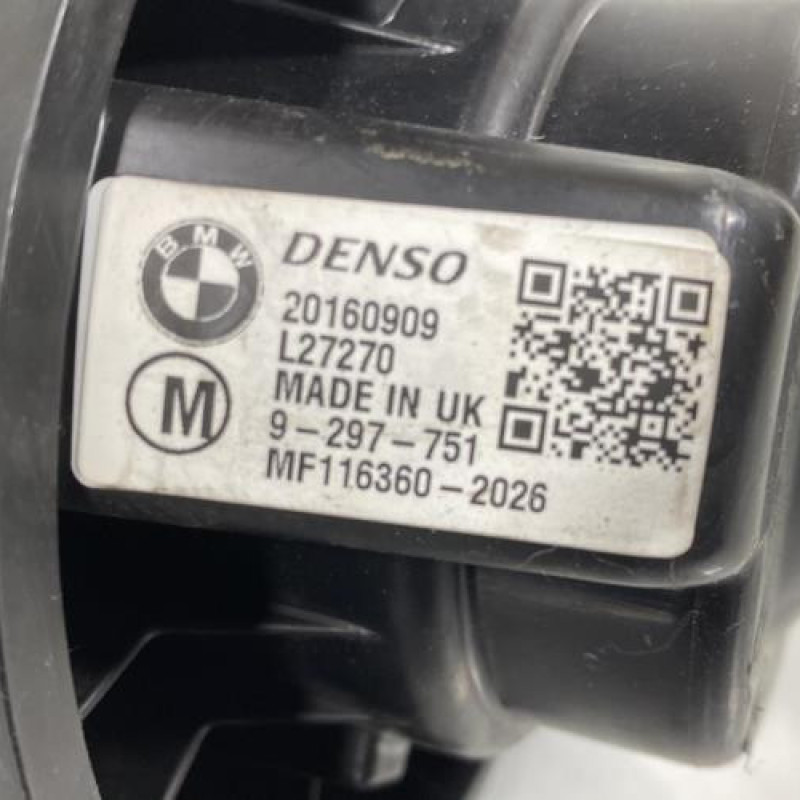 BMW
DENSO
20160909
L27270
M
MADE IN UK
9-297-751
MF116360-2026